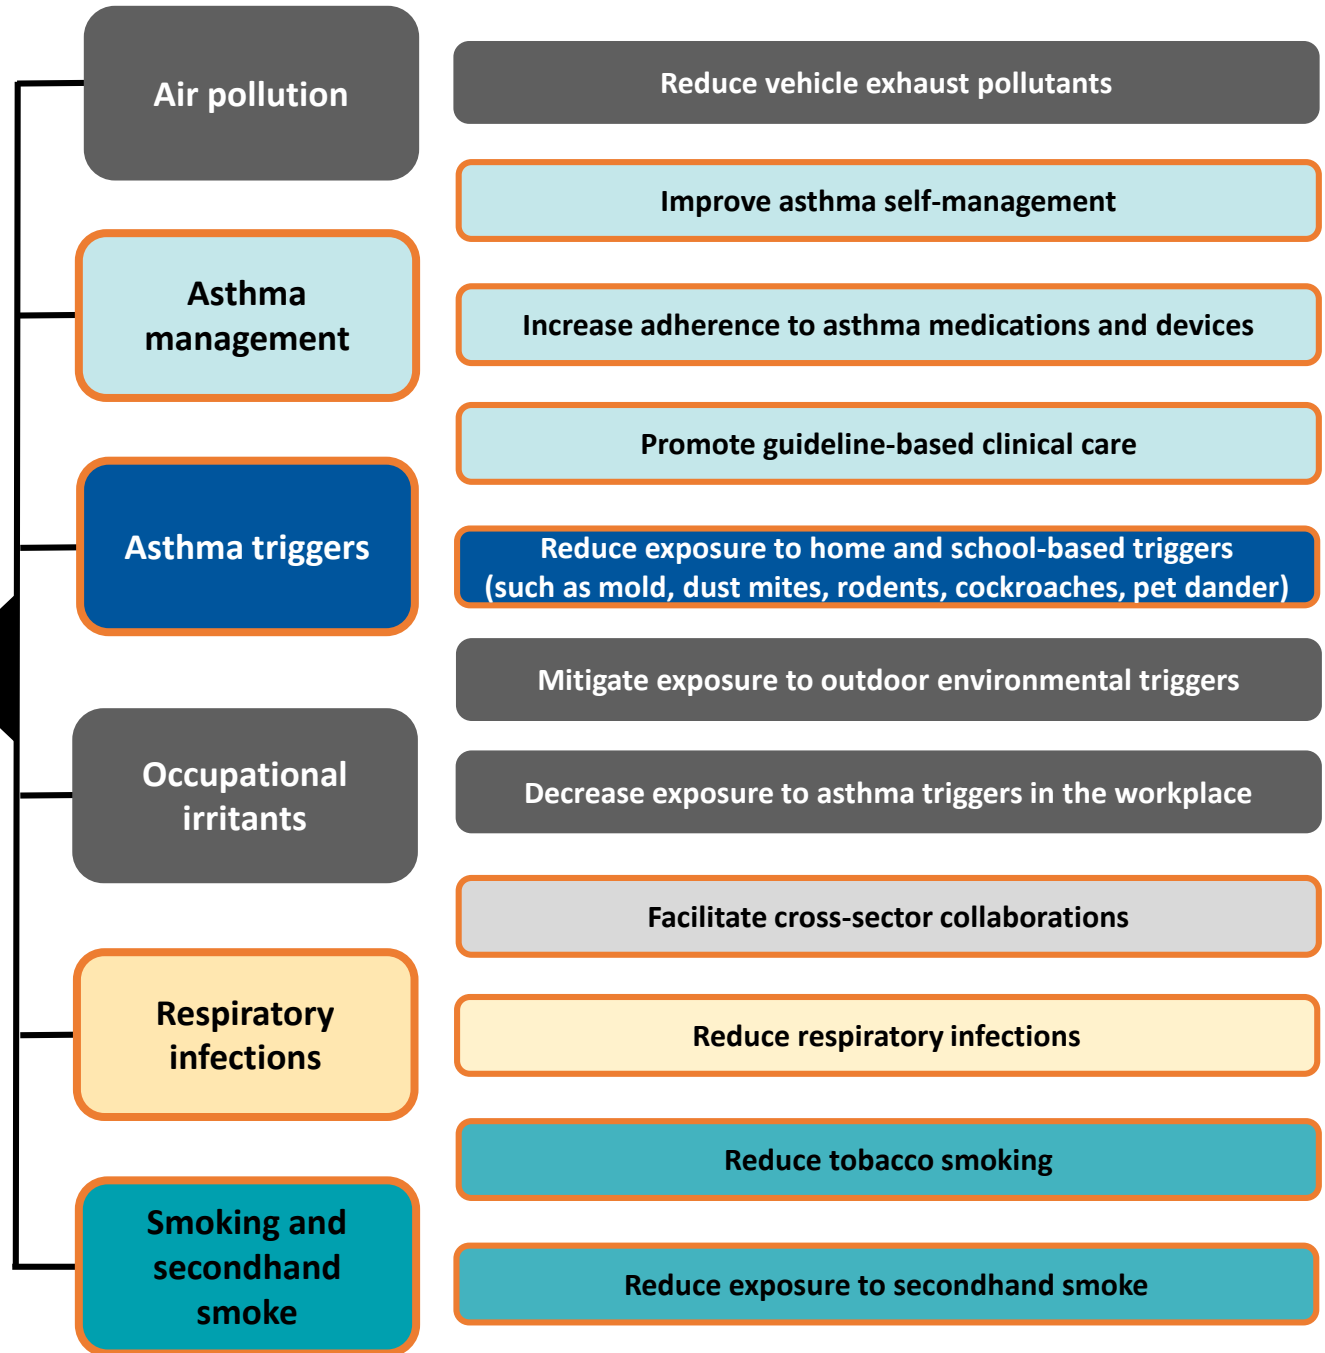 Air pollution
Reduce vehicle exhaust pollutants
Improve asthma self-management
Asthma
management
Increase adherence to asthma medications and devices
Promote guideline-based clinical care
Asthma triggers
Reduce exposure to home and school-based triggers
(such as mold, dust mites, rodents, cockroaches, pet dander)
Mitigate exposure to outdoor environmental triggers
Occupational
irritants
Decrease exposure to asthma triggers in the workplace
Facilitate cross-sector collaborations
Respiratory
infections
Reduce respiratory infections
Reduce tobacco smoking
Smoking and
secondhand
smoke
Reduce exposure to secondhand smoke